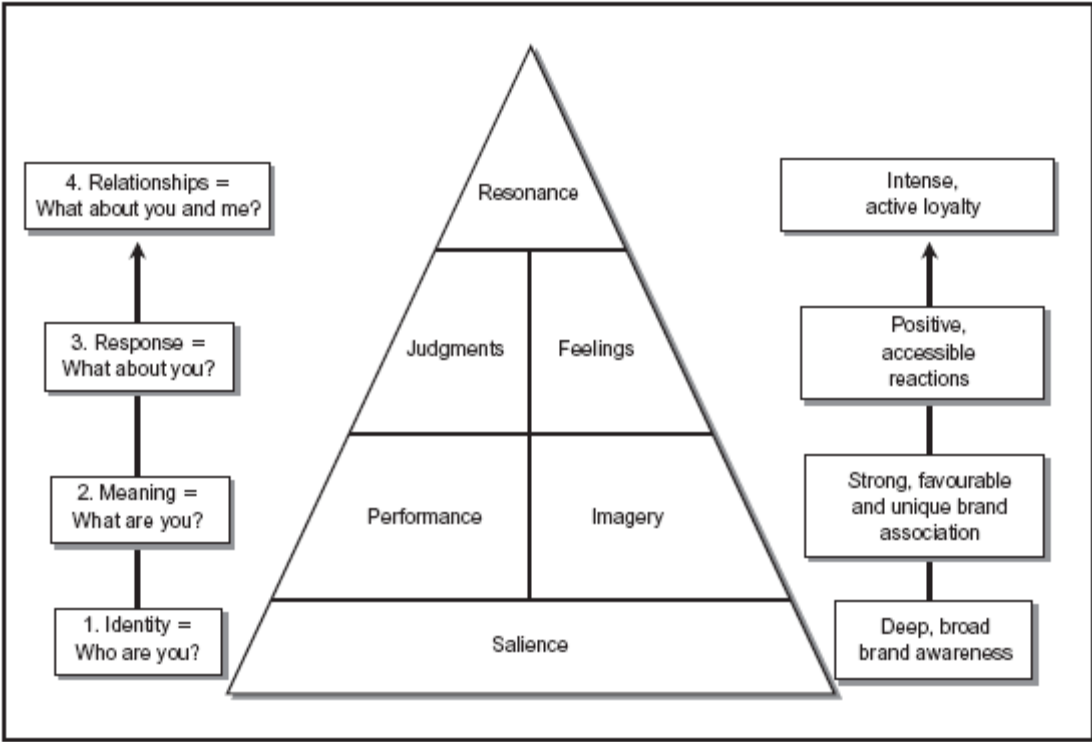 4. Relationships =
What about you and me?
3. Response =
What about you?
2. Meaning =
What are you?
1. Identity =
Who are you?
Resonance
Judgments
Feelings
Performance
Imagery
Salience
Intense,
active loyalty
Positive,
accessible
reactions
Strong, favourable
and unique brand
association
Deep, broad
brand awareness